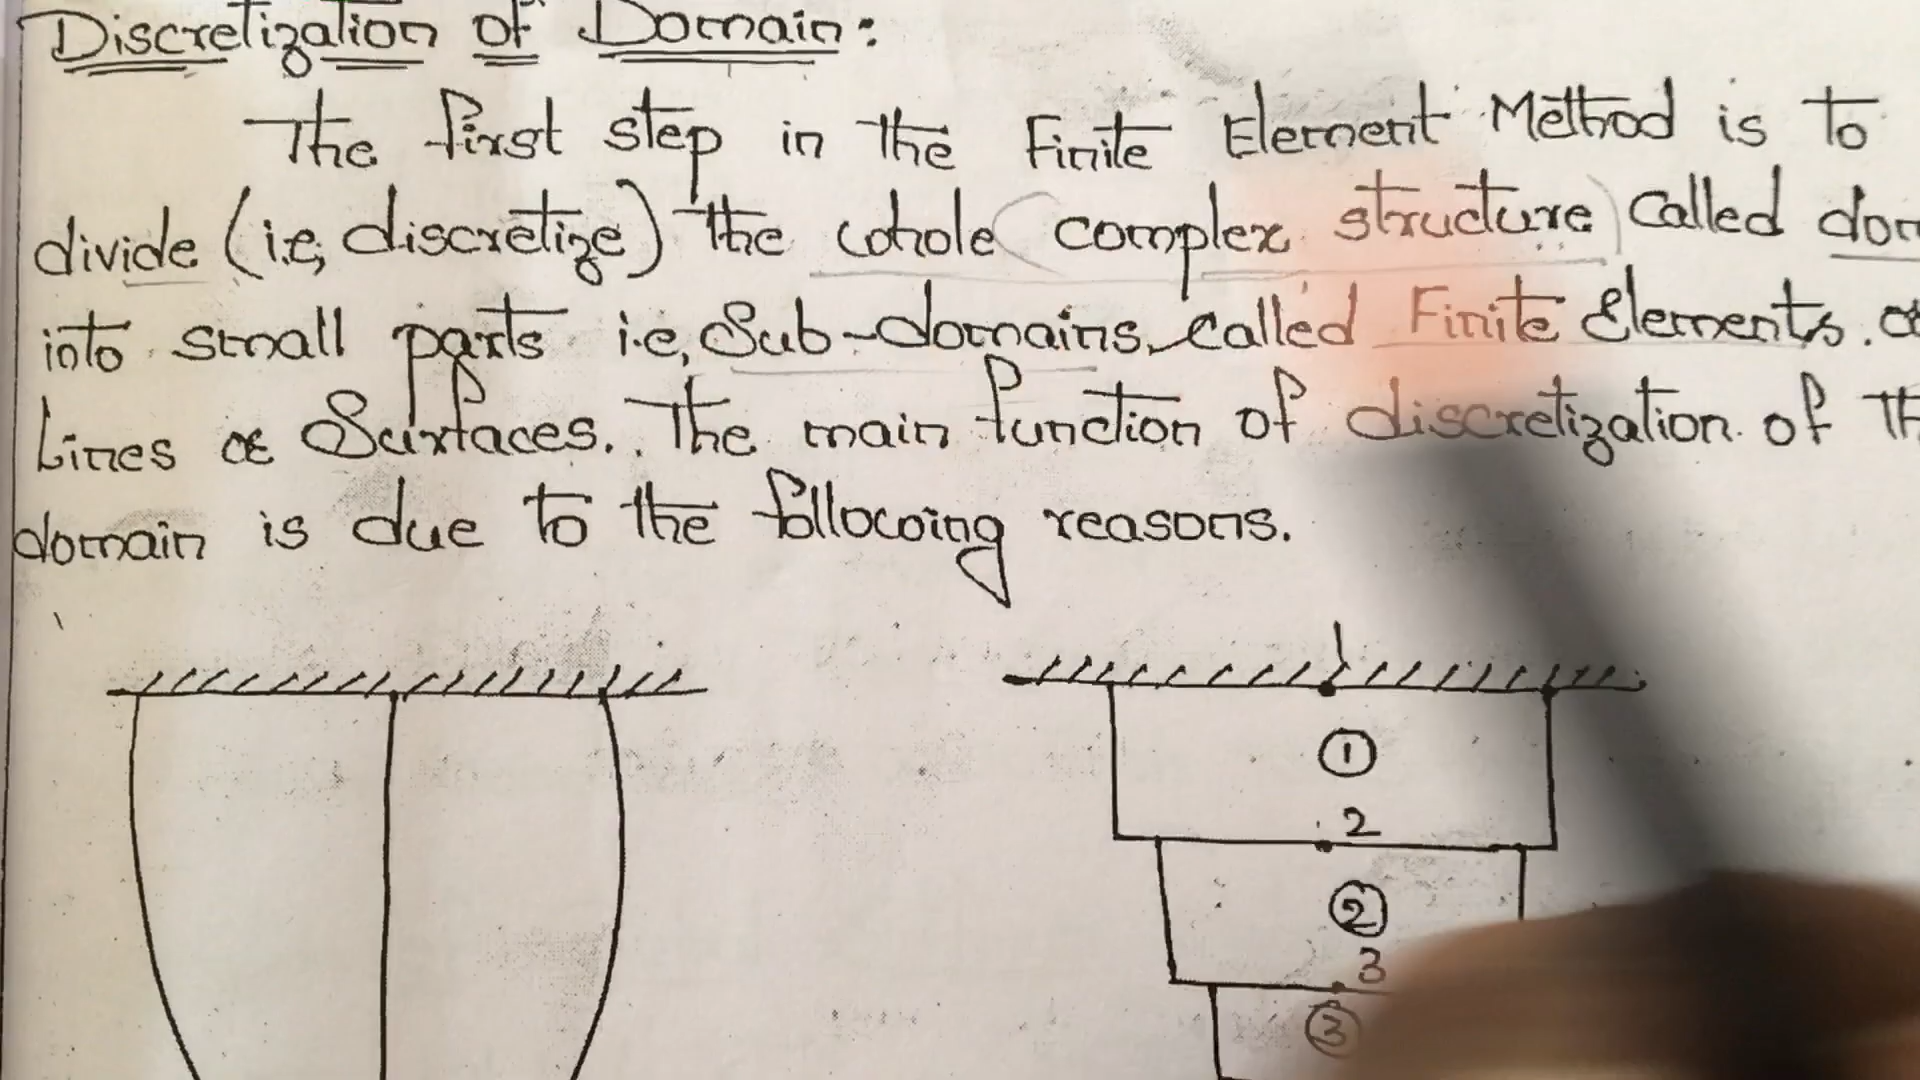 Discretization of Domain:
The first step in the Finite Element Method is to
divide (i.e, discretize) the whole (complex structure) called
into small parts i.e, Sub-domains, called Finite Elements.
Lines or Surfaces. The main function of discretization of
domain is due to the following reasons.
1
①
2
②
3
③